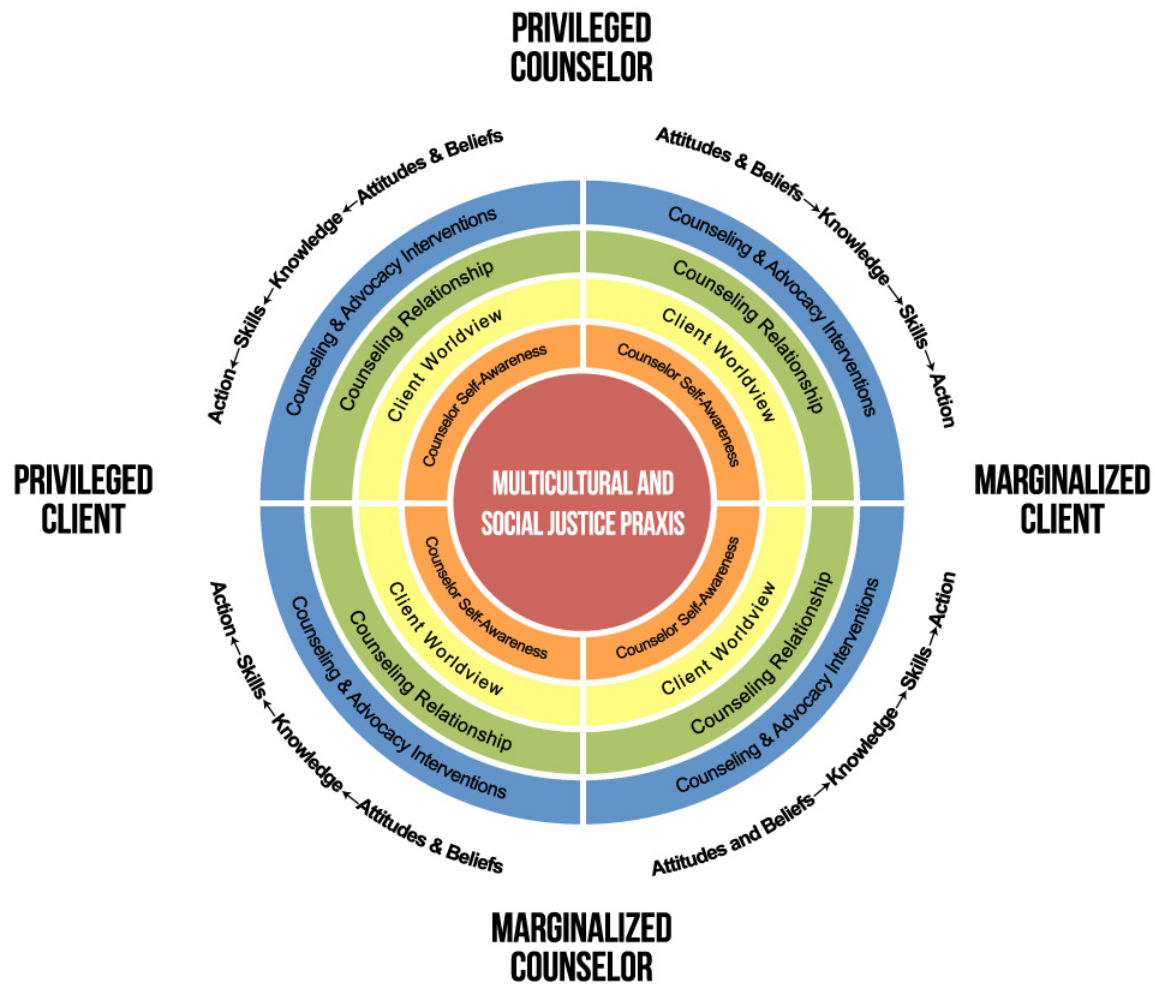 PRIVILEGED
COUNSELOR
Action←Skills←Knowledge←Attitudes & Beliefs
Attitudes & Beliefs→Knowledge→Skills→Action
Counseling & Advocacy Interventions
Counseling & Advocacy Interventions
Counseling Relationship
Counseling Relationship
Client Worldview
Client Worldview
Counselor Self-Awareness
Counselor Self-Awareness
PRIVILEGED
CLIENT
MULTICULTURAL AND
SOCIAL JUSTICE PRAXIS
MARGINALIZED
CLIENT
Counselor Self-Awareness
Counselor Self-Awareness
Client Worldview
Client Worldview
Counseling Relationship
Counseling Relationship
Counseling & Advocacy Interventions
Counseling & Advocacy Interventions
Action←Skills←Knowledge←Attitudes & Beliefs
Attitudes and Beliefs→Knowledge→Skills→Action
MARGINALIZED
COUNSELOR